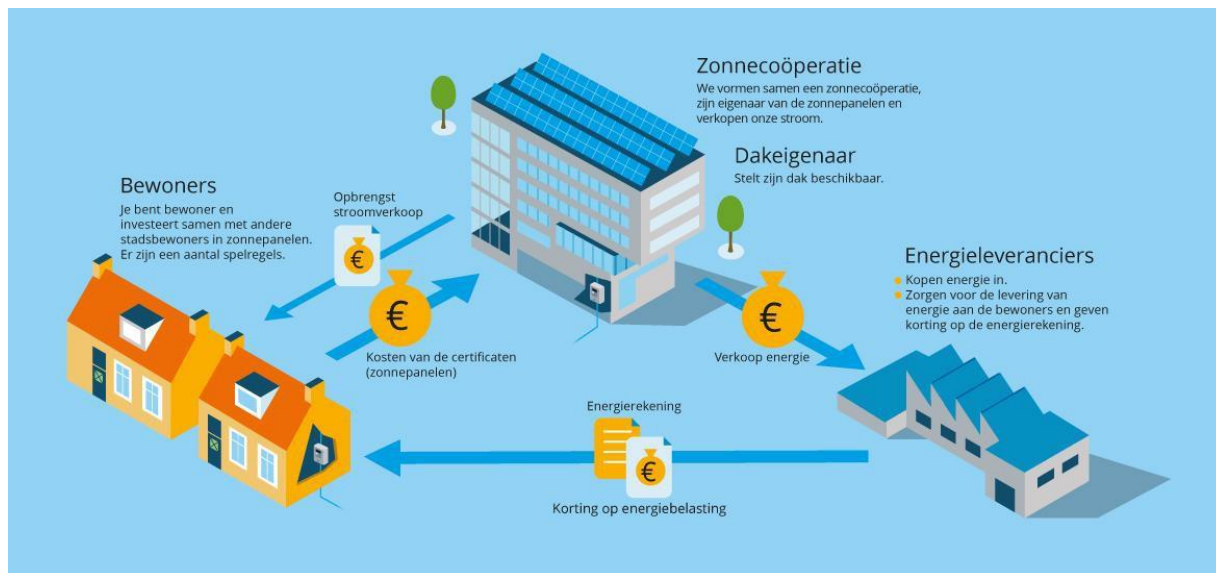 Zonnecoöperatie
We vormen samen een zonnecoöperatie,
zijn eigenaar van de zonnepanelen en
verkopen onze stroom.
Dakeigenaar
Stelt zijn dak beschikbaar.
Bewoners
Je bent bewoner en
investeert samen met andere
stadsbewoners in zonnepanelen.
Er zijn een aantal spelregels.
Opbrengst
stroomverkoop
€
€
Kosten van de certificaten
(zonnepanelen)
€
Verkoop energie
Energieleveranciers
Kopen energie in.
Zorgen voor de levering van
energie aan de bewoners en geven
korting op de energierekening.
Energierekening
€
Korting op energiebelasting